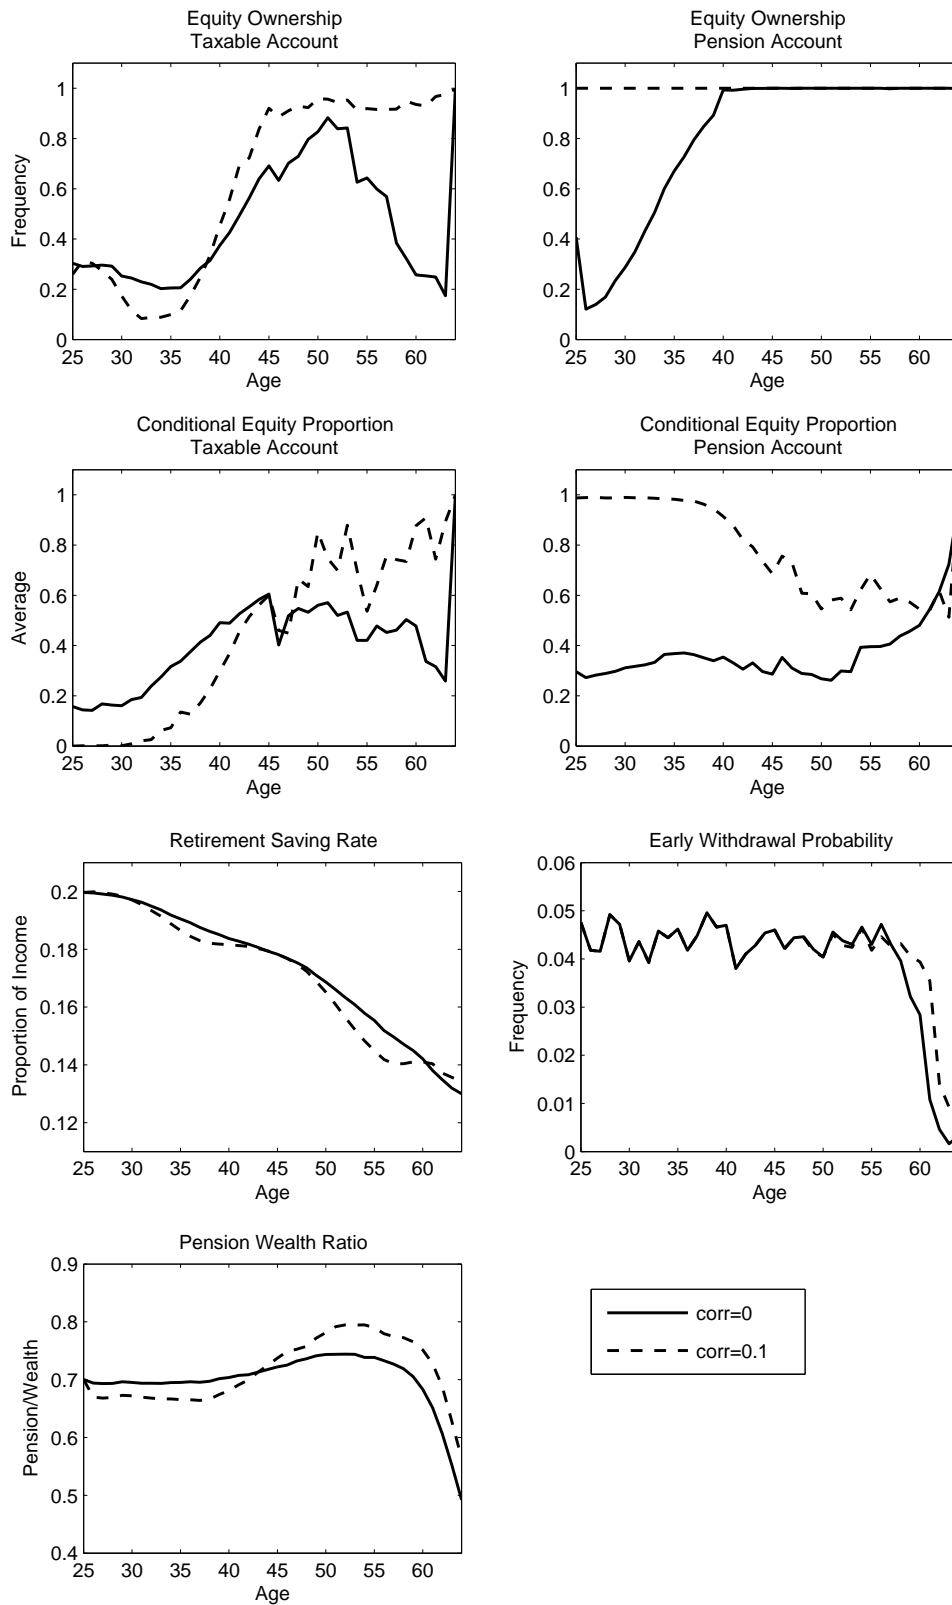 Equity Ownership
Taxable Account
Frequency
1
0.8
0.6
0.4
0.2
0
25 30 35 40 45 50 55 60
Age
Equity Ownership
Pension Account
1
0.8
0.6
0.4
0.2
0
25 30 35 40 45 50 55 60
Age
Conditional Equity Proportion
Taxable Account
Average
1
0.8
0.6
0.4
0.2
0
25 30 35 40 45 50 55 60
Age
Conditional Equity Proportion
Pension Account
1
0.8
0.6
0.4
0.2
0
25 30 35 40 45 50 55 60
Age
Retirement Saving Rate
Proportion of Income
0.2
0.18
0.16
0.14
0.12
25 30 35 40 45 50 55 60
Age
Early Withdrawal Probability
Frequency
0.06
0.05
0.04
0.03
0.02
0.01
0
25 30 35 40 45 50 55 60
Age
Pension Wealth Ratio
Pension/Wealth
0.9
0.8
0.7
0.6
0.5
0.4
25 30 35 40 45 50 55 60
Age
corr=0
corr=0.1